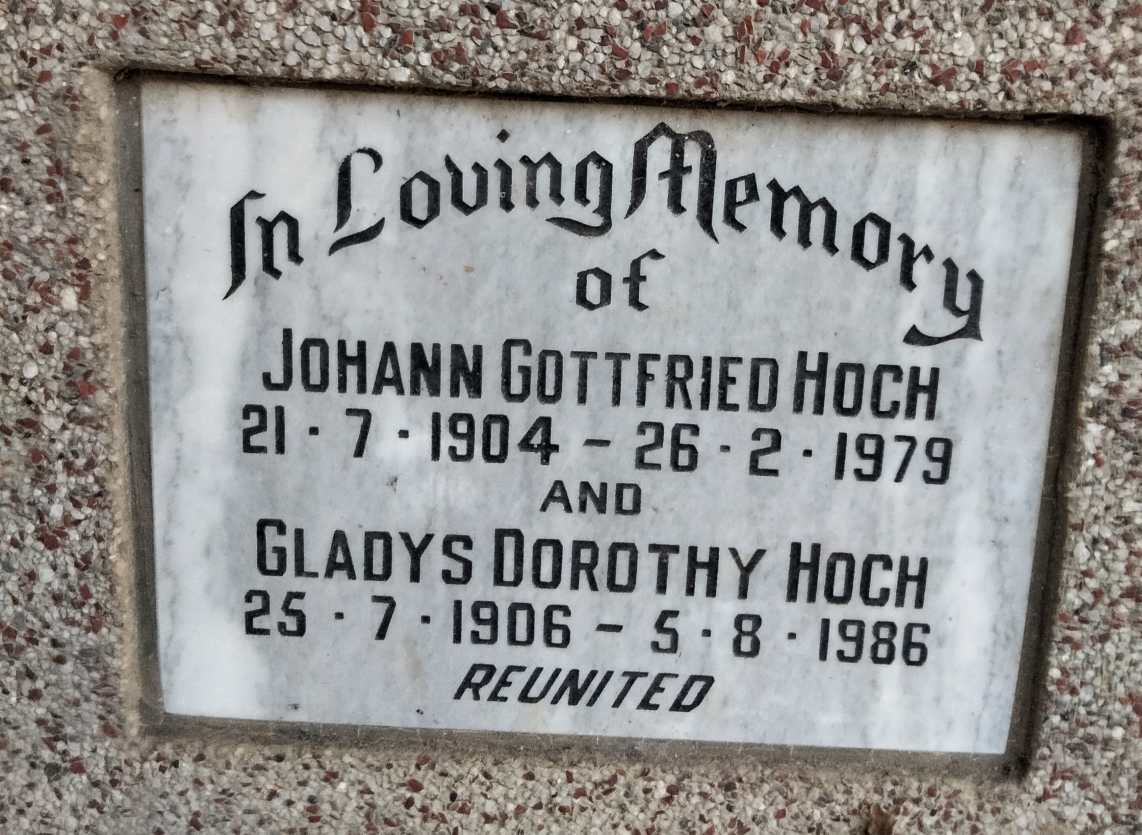 In Loving Memory
of
JOHANN GOTTFRIED HOCH
21 · 7 · 1904 – 26 · 2 · 1979
AND
GLADYS DOROTHY HOCH
25 · 7 · 1906 – 5 · 8 · 1986
REUNITED